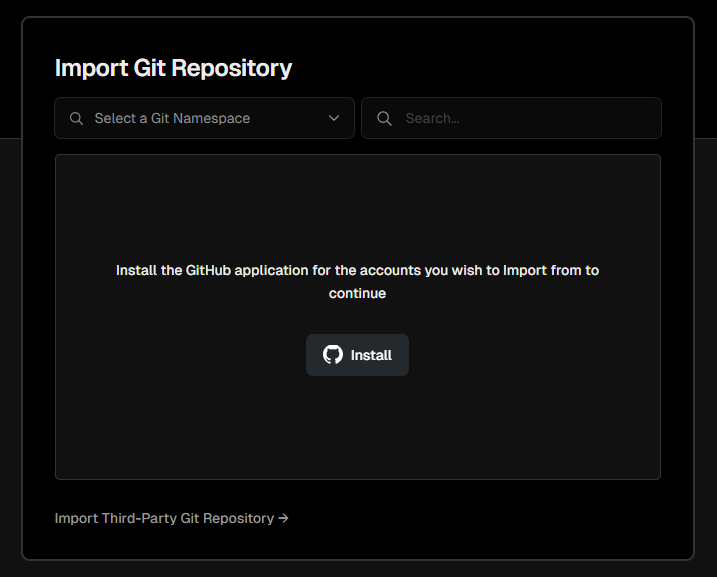 Import Git Repository
Select a Git Namespace
Search...
Install the GitHub application for the accounts you wish to Import from to
continue
Install
Import Third-Party Git Repository →